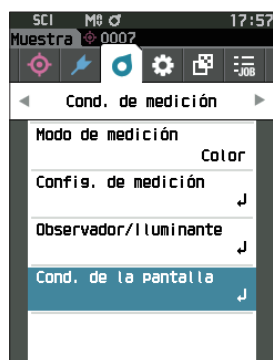 SCI M0 17:57
Muestra 0007
JOB
Cond. de medición
Modo de medición
Color
Config. de medición
Observador/Iluminante
Cond. de la pantalla